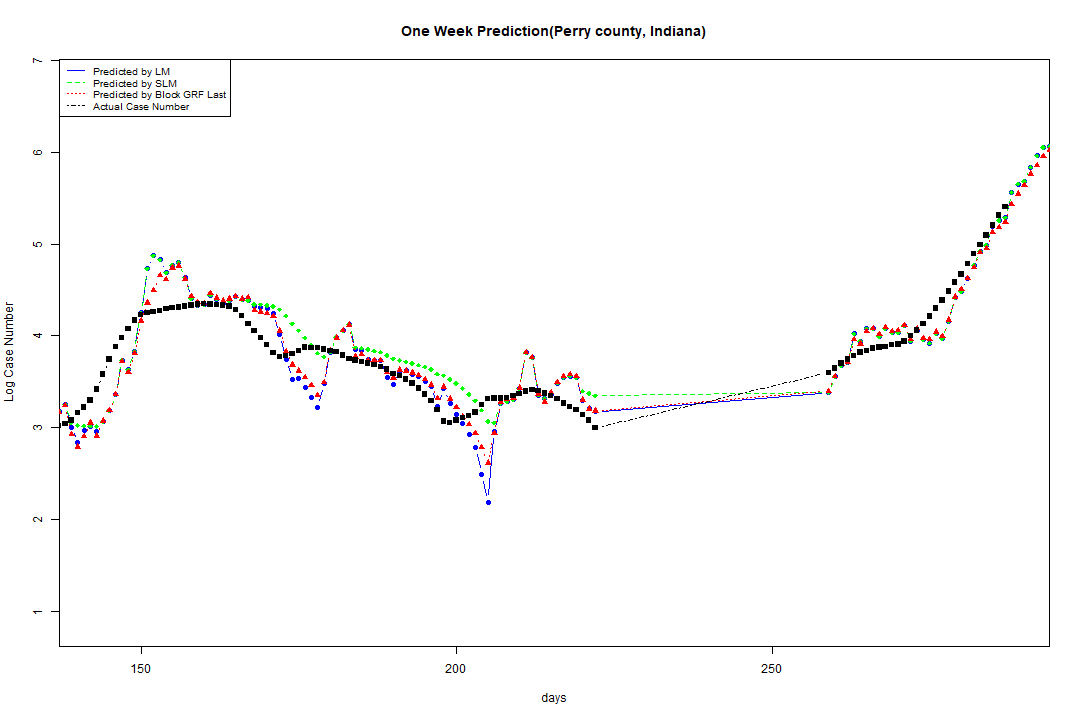 One Week Prediction(Perry county, Indiana)
Predicted by LM
Predicted by SLM
Predicted by Block GRF Last
Actual Case Number
7
6
5
4
3
2
1
Log Case Number
150
200
250
days